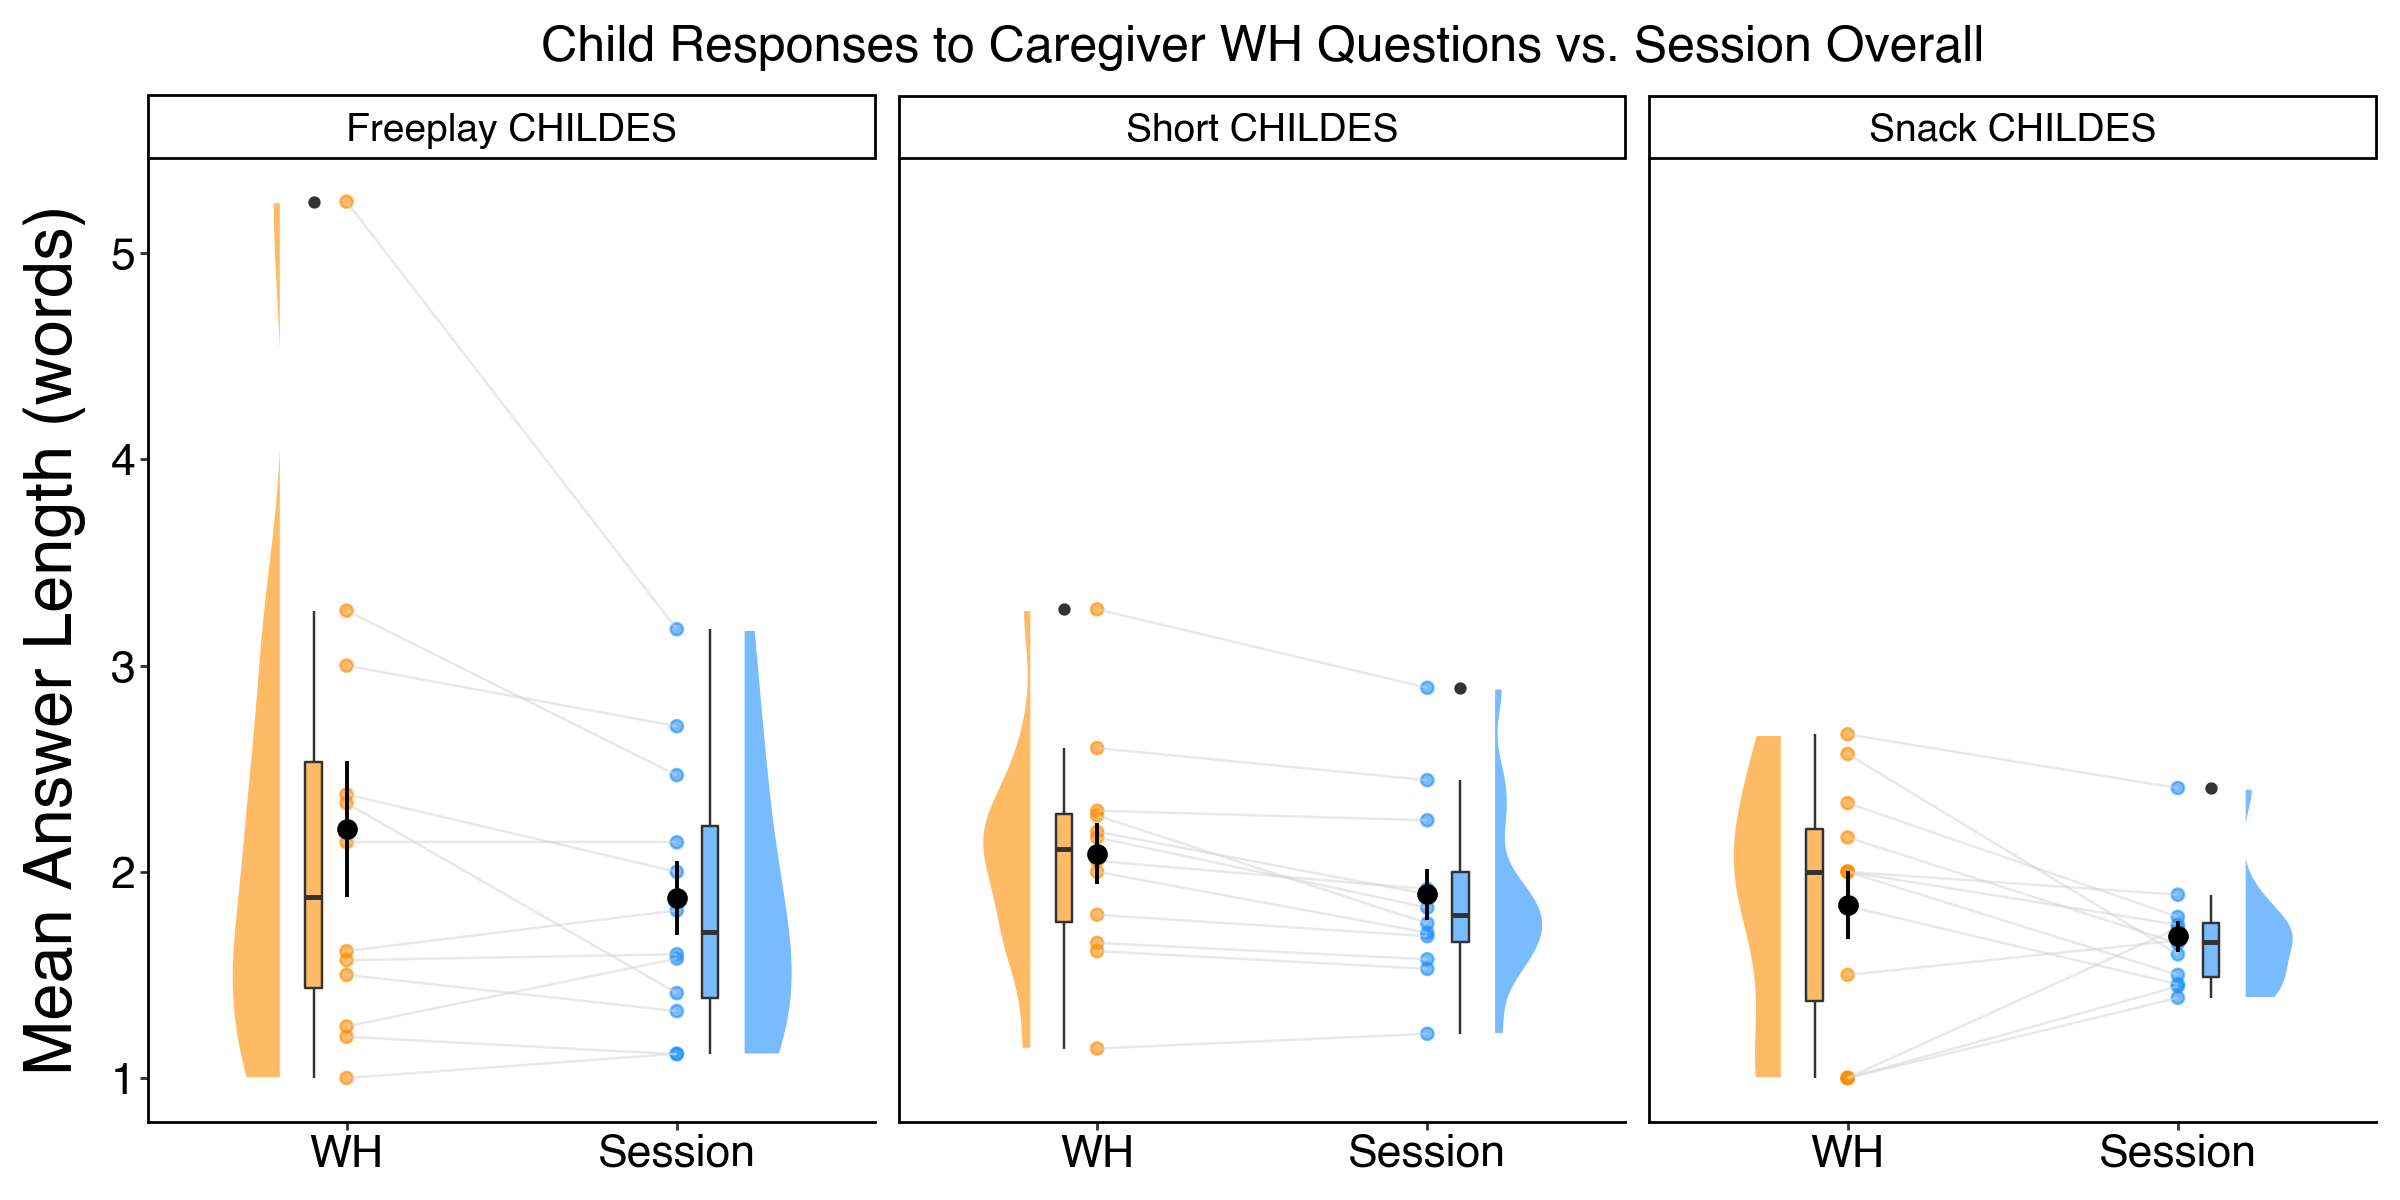 Child Responses to Caregiver WH Questions vs. Session Overall
Freeplay CHILDES
Short CHILDES
Snack CHILDES
Mean Answer Length (words)
5
4
3
2
1
WH
Session
WH
Session
WH
Session